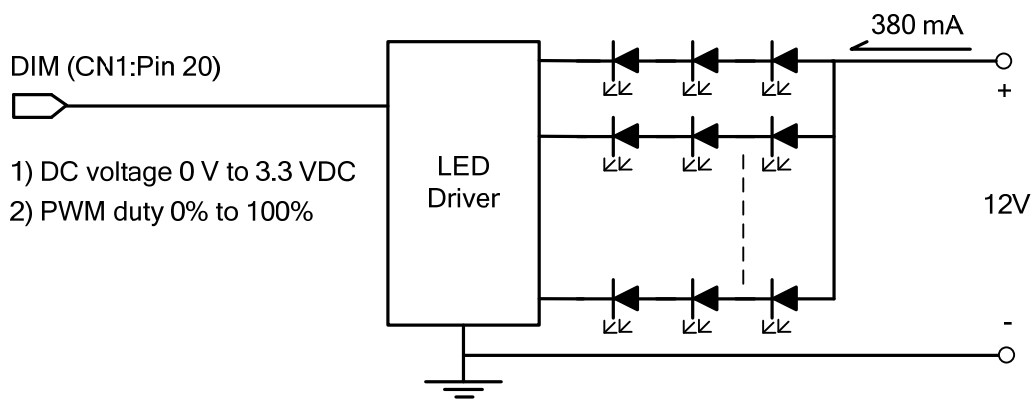 380 mA
DIM (CN1:Pin 20)
+
1) DC voltage 0 V to 3.3 VDC
2) PWM duty 0% to 100%
LED
Driver
12V
-